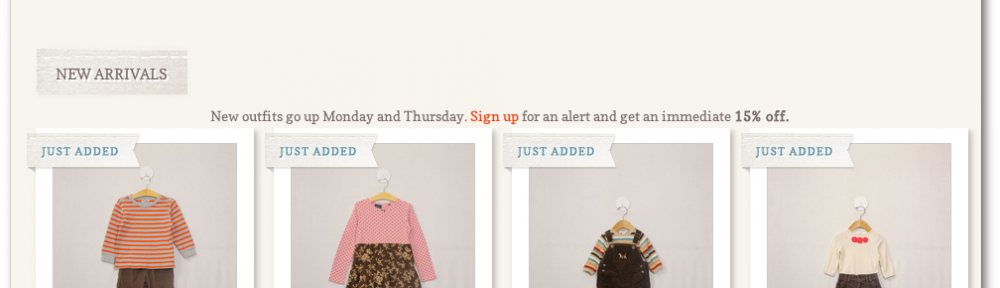 NEW ARRIVALS
New outfits go up Monday and Thursday. Sign up for an alert and get an immediate 15% off.
JUST ADDED
JUST ADDED
JUST ADDED
JUST ADDED